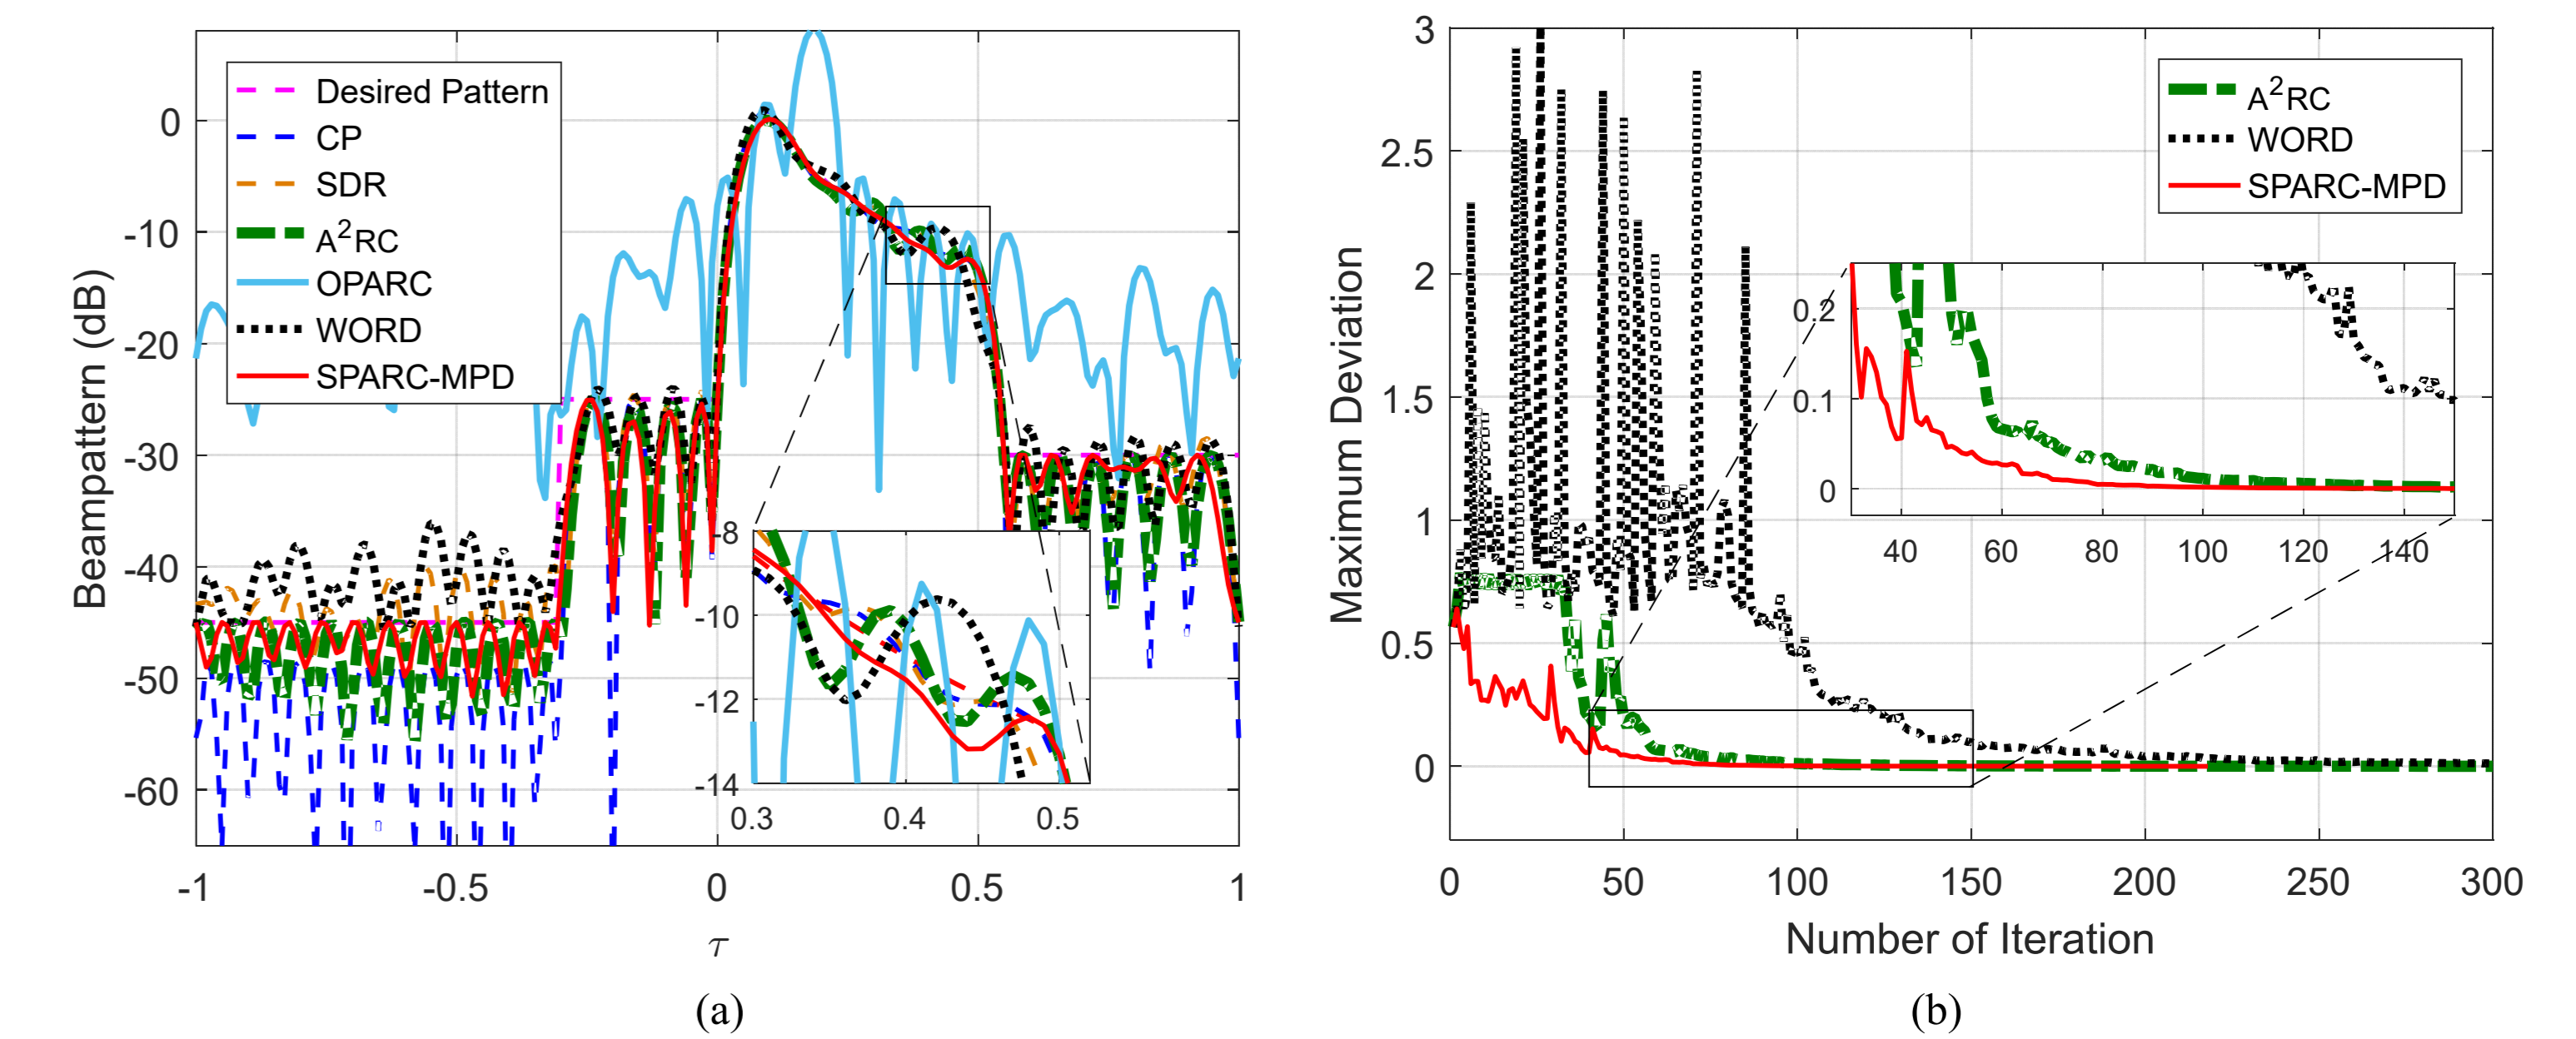 Beampattern (dB)
0
-10
-20
-30
-40
-50
-60
Desired Pattern
CP
SDR
A²RC
OPARC
WORD
SPARC-MPD
-8
-10
-12
-14
0.3 0.4 0.5
-1 -0.5 0 0.5 1
τ
(a)
Maximum Deviation
3
2.5
2
1.5
1
0.5
0
A²RC
WORD
SPARC-MPD
0.2
0.1
0
40 60 80 100 120 140
0 50 100 150 200 250 300
Number of Iteration
(b)